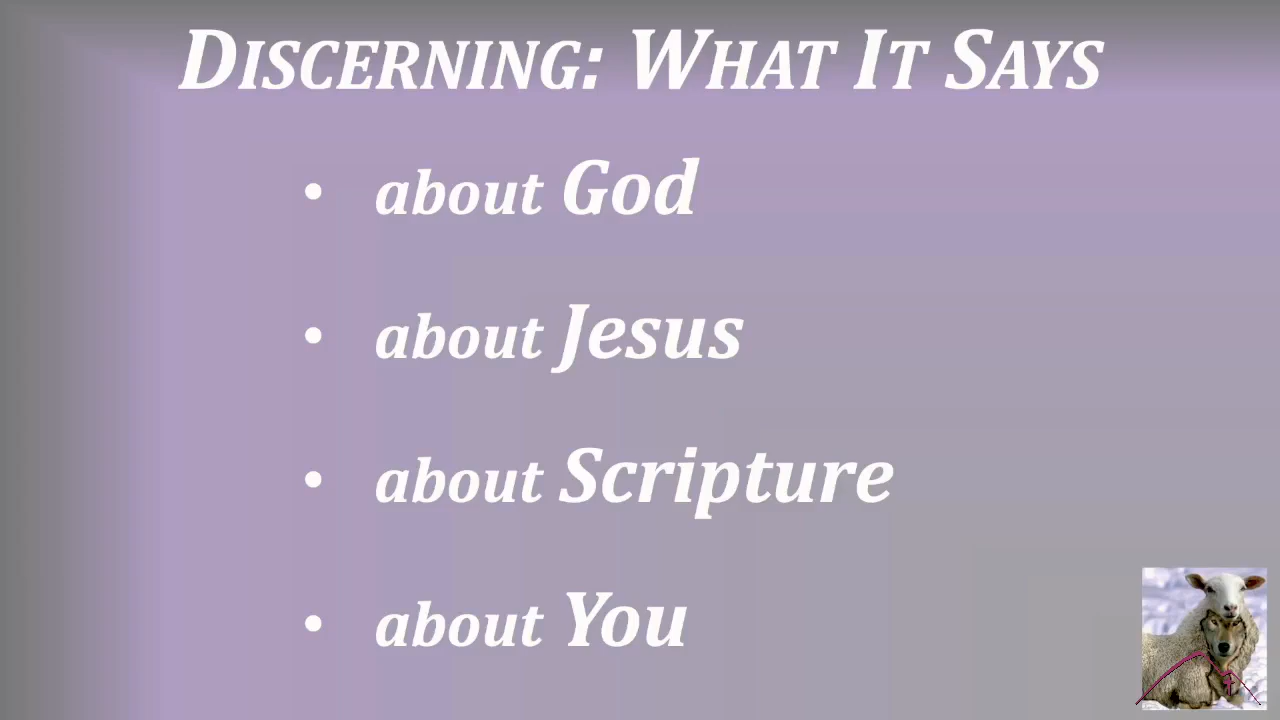 DISCERNING: WHAT IT SAYS
• about God
• about Jesus
• about Scripture
• about You